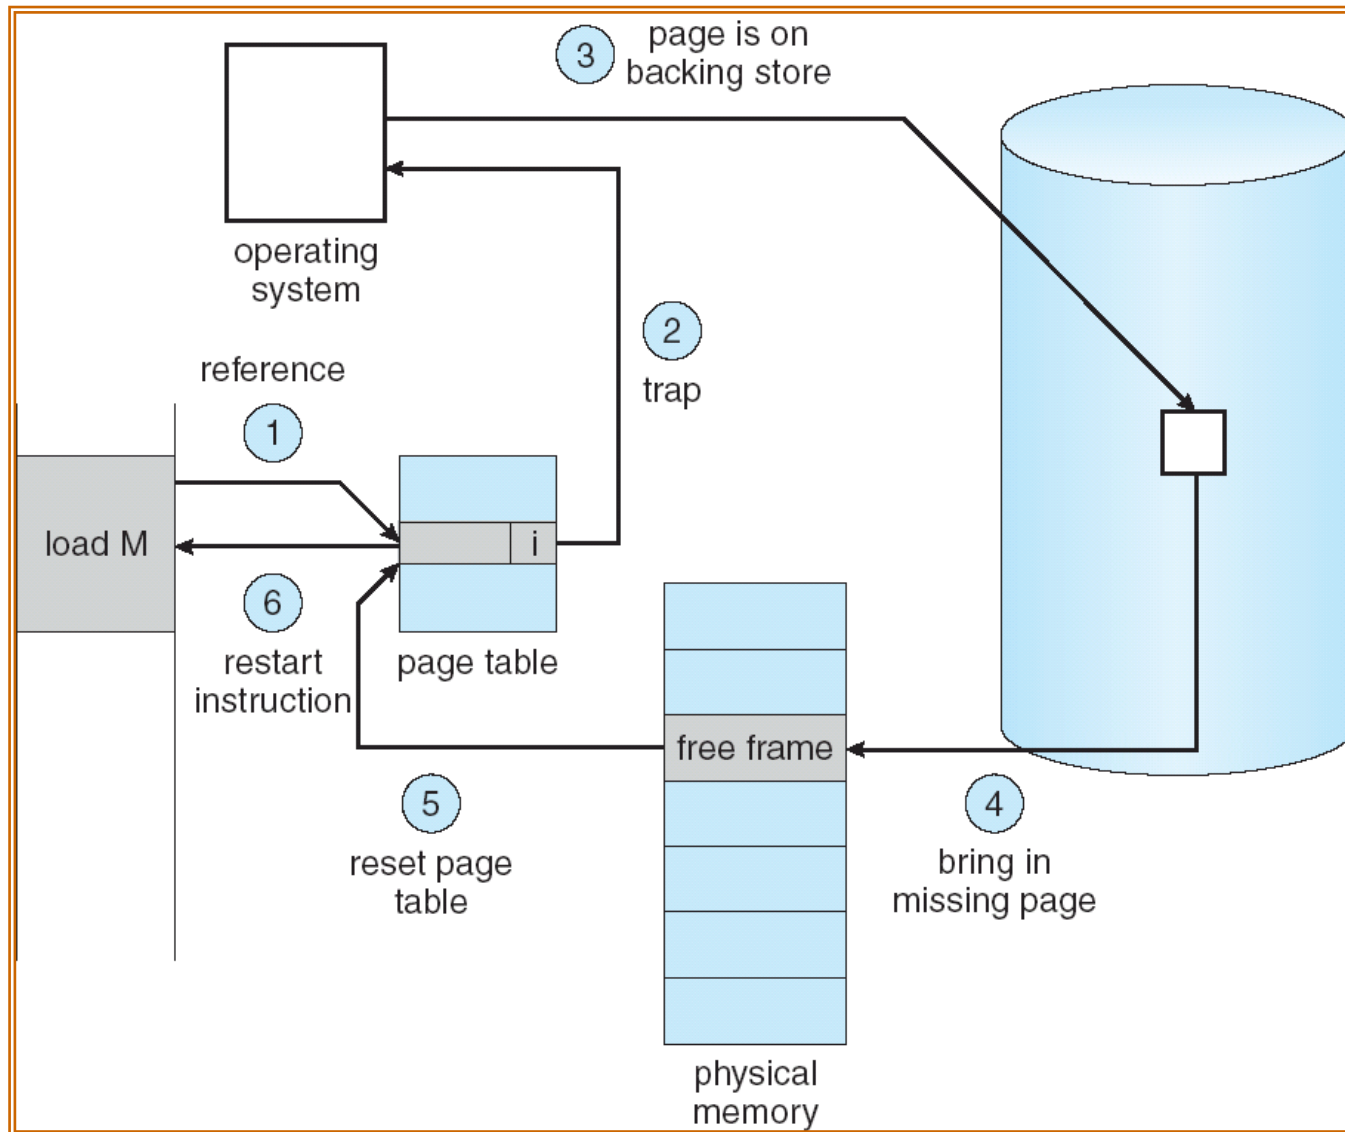 3
page is on
backing store
operating
system
2
trap
reference
1
load M
i
6
restart
instruction
page table
free frame
5
reset page
table
4
bring in
missing page
physical
memory